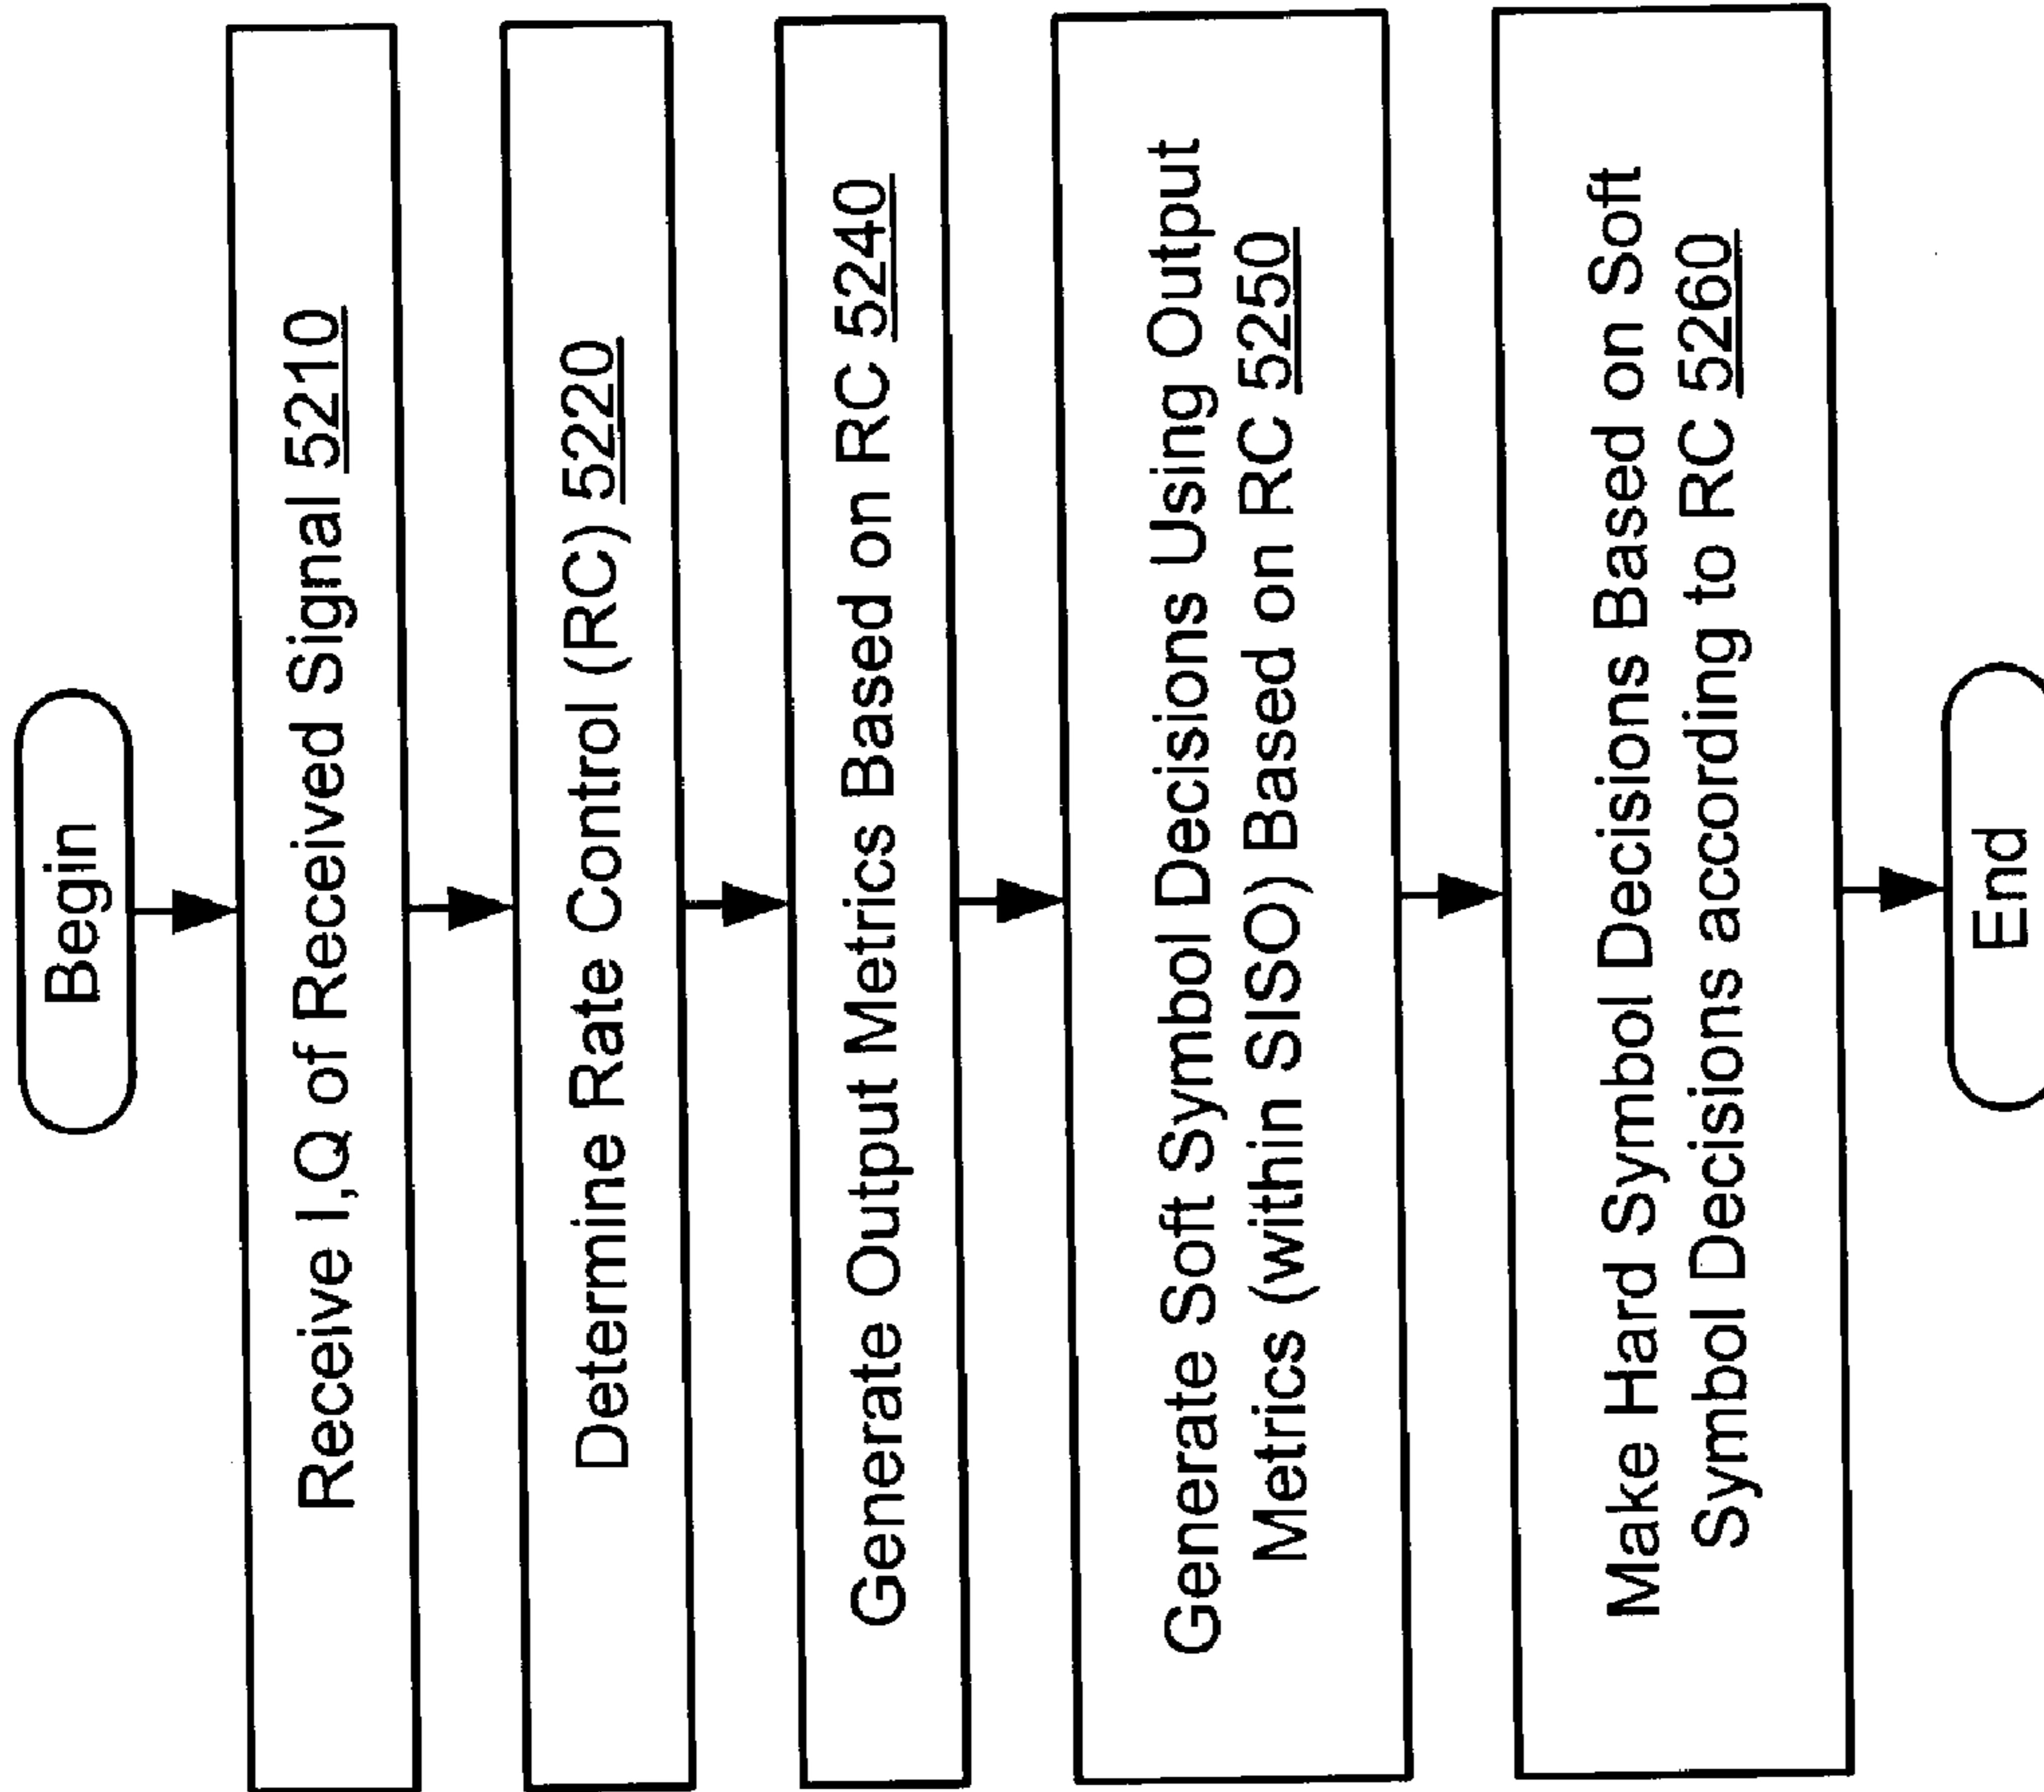 Begin
Receive I,Q of Received Signal 5210
Determine Rate Control (RC) 5220
Generate Output Metrics Based on RC 5240
Generate Soft Symbol Decisions Using Output
Metrics (within SISO) Based on RC 5250
Make Hard Symbol Decisions Based on Soft
Symbol Decisions according to RC 5260
End